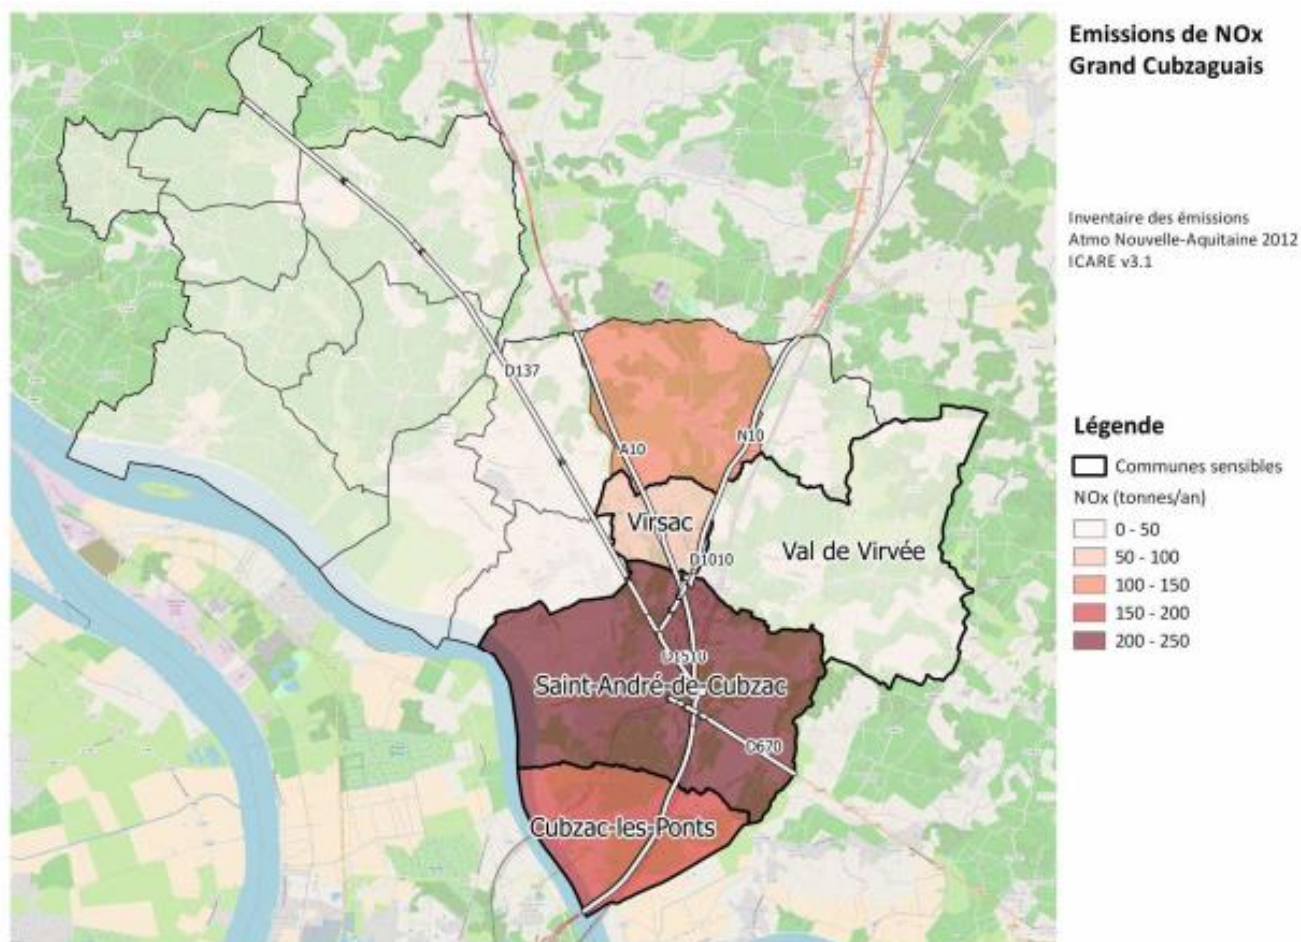 Emissions de NOx
Grand Cubzaguais
Inventaire des émissions
Atmo Nouvelle-Aquitaine 2012
ICARE v3.1
D137
A10
N10
Virsac
D1010
Val de Virvée
D1510
Saint-André-de-Cubzac
D670
Cubzac-les-Ponts
Légende
Communes sensibles
NOx (tonnes/an)
0 - 50
50 - 100
100 - 150
150 - 200
200 - 250